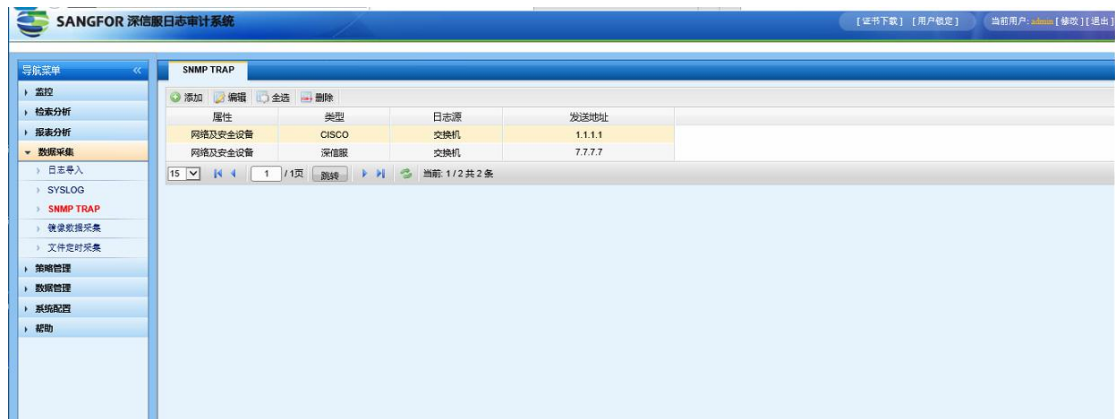 SANGFOR 深信服日志审计系统
[证书下载] [用户锁定] 当前用户: admin [修改][退出]
导航菜单 «
SNMP TRAP
监控
检索分析
报表分析
数据采集
日志导入
SYSLOG
SNMP TRAP
镜像数据采集
文件定时采集
策略管理
数据管理
系统配置
帮助
添加 编辑 全选 删除
属性 类型 日志源 发送地址
网络及安全设备 CISCO 交换机 1.1.1.1
网络及安全设备 深信服 交换机 7.7.7.7
15 1 /1页 跳转 当前: 1 / 2 共 2 条